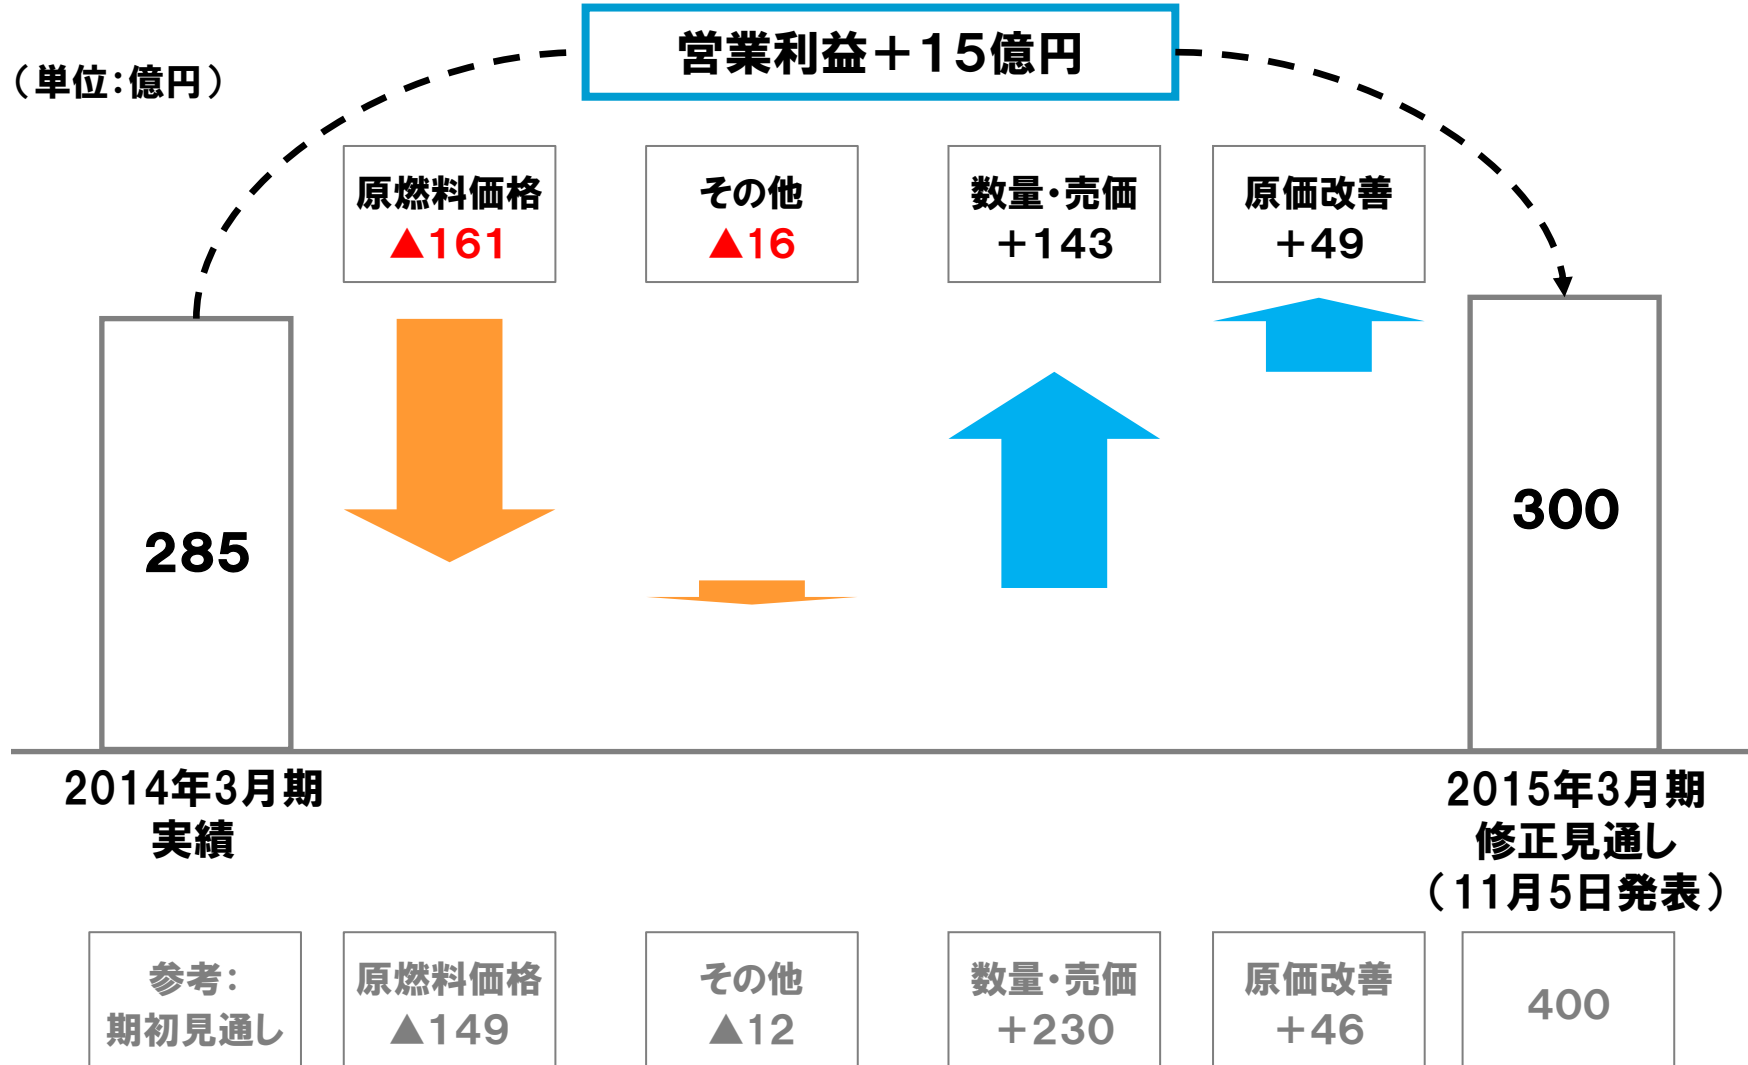 営業利益＋15億円
（単位：億円）
原燃料価格
▲161
その他
▲16
数量・売価
＋143
原価改善
＋49
285
300
2014年3月期
実績
2015年3月期
修正見通し
（11月5日発表）
参考：
期初見通し
原燃料価格
▲149
その他
▲12
数量・売価
＋230
原価改善
＋46
400